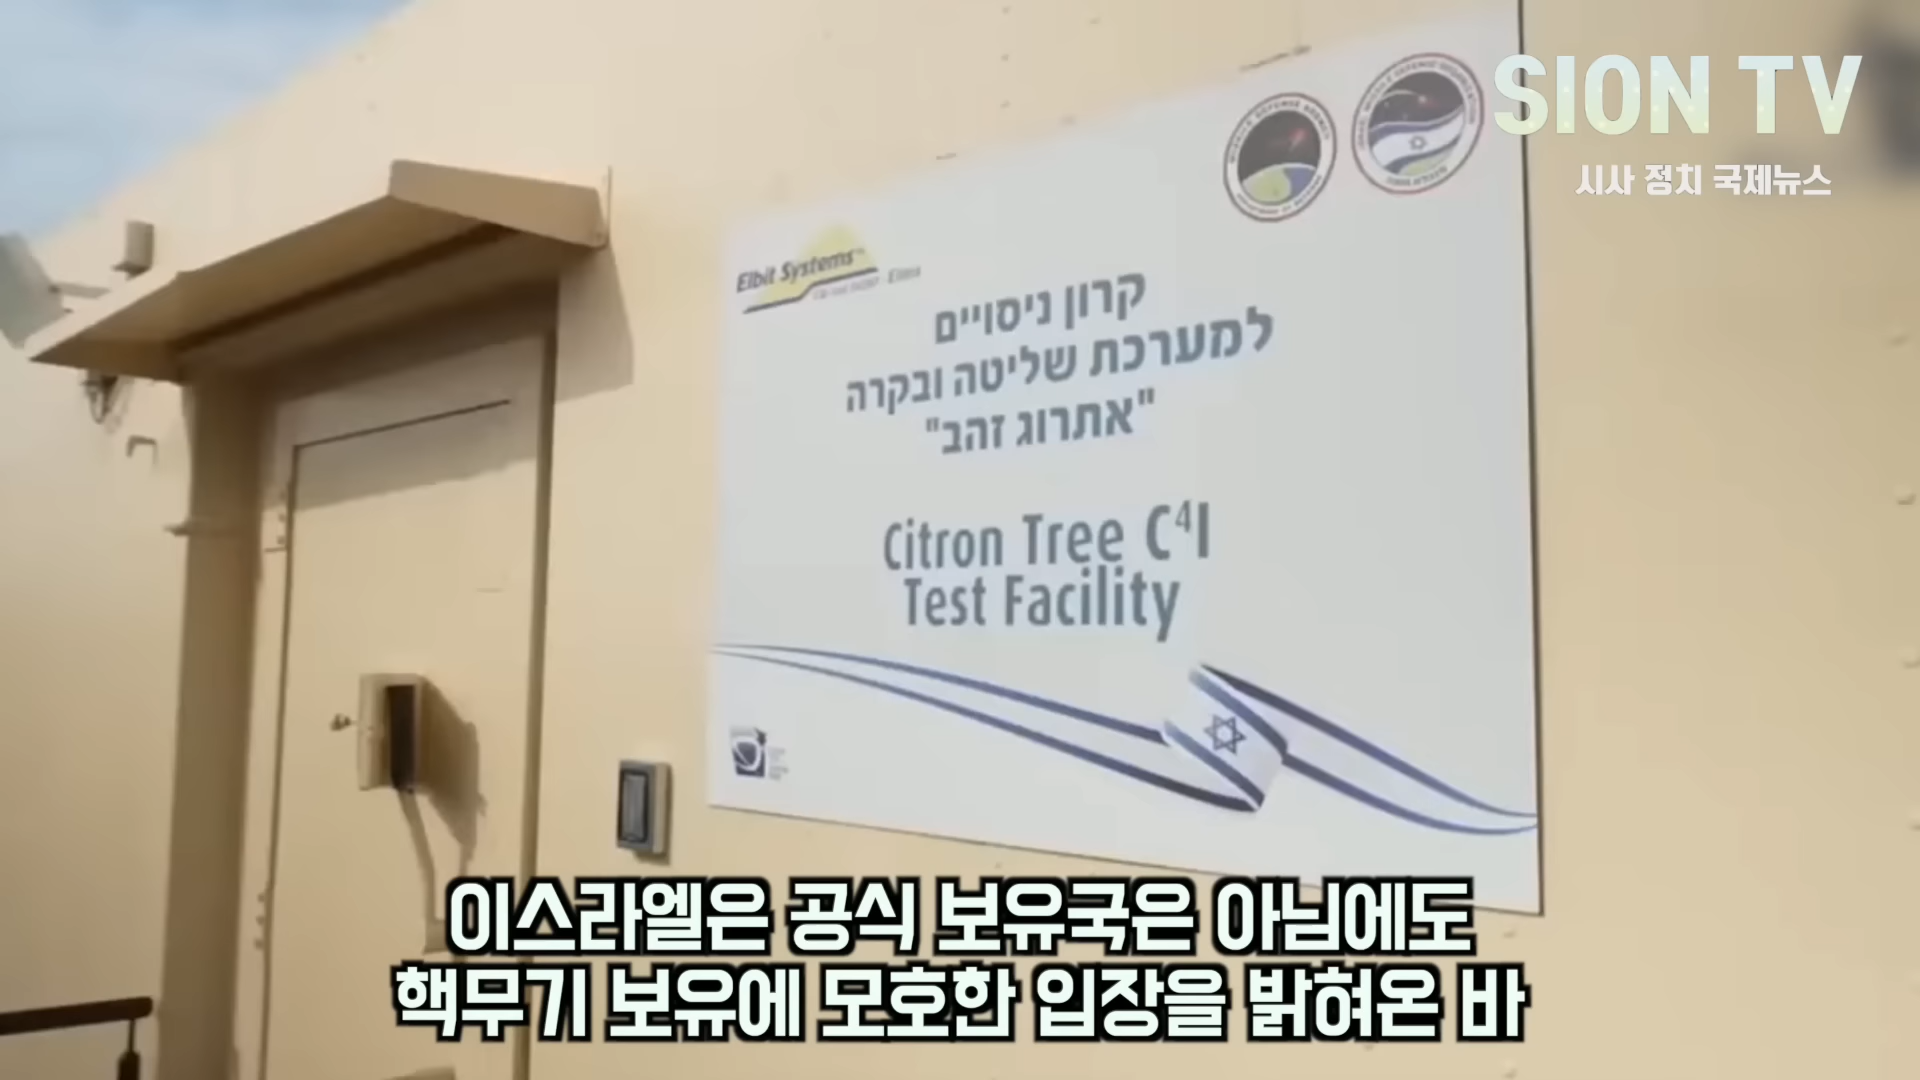 SION TV
시사 정치 국제뉴스
Elbit Systems
קרון ניסויים
למערכת שליטה ובקרה
"אתרוג זהב"
Citron Tree C⁴I
Test Facility
이스라엘은 공식 보유국은 아님에도
핵무기 보유에 모호한 입장을 밝혀온 바